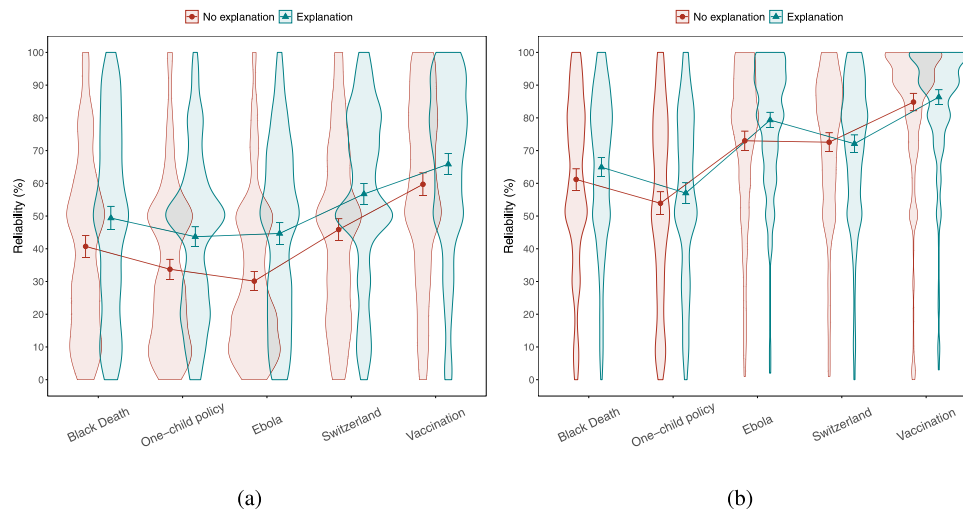 No explanation Explanation
Reliability (%)
100
90
80
70
60
50
40
30
20
10
0
Black Death One–child policy Ebola Switzerland Vaccination
(a)
No explanation Explanation
Reliability (%)
100
90
80
70
60
50
40
30
20
10
0
Black Death One–child policy Ebola Switzerland Vaccination
(b)